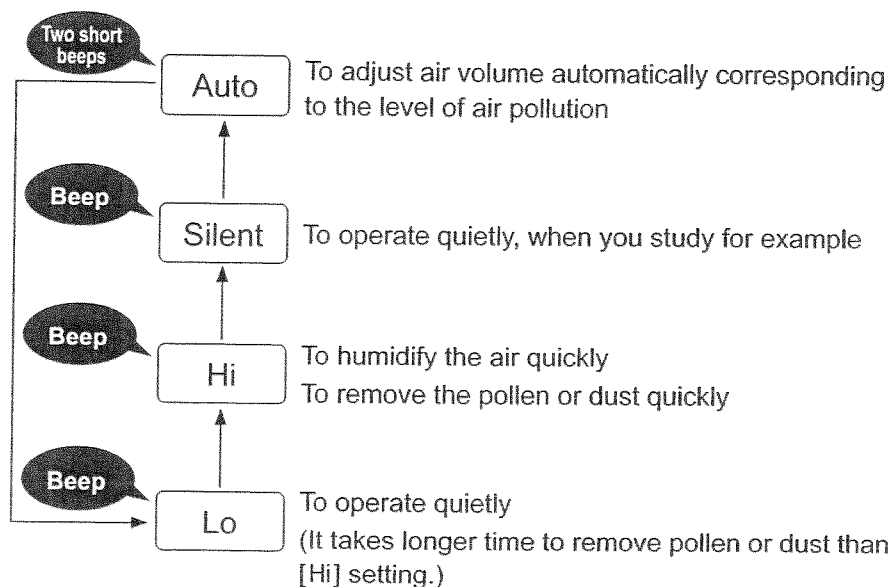 Two short
beeps
Auto
To adjust air volume automatically corresponding
to the level of air pollution
Beep
Silent
To operate quietly, when you study for example
Beep
Hi
To humidify the air quickly
To remove the pollen or dust quickly
Beep
Lo
To operate quietly
(It takes longer time to remove pollen or dust than
[Hi] setting.)